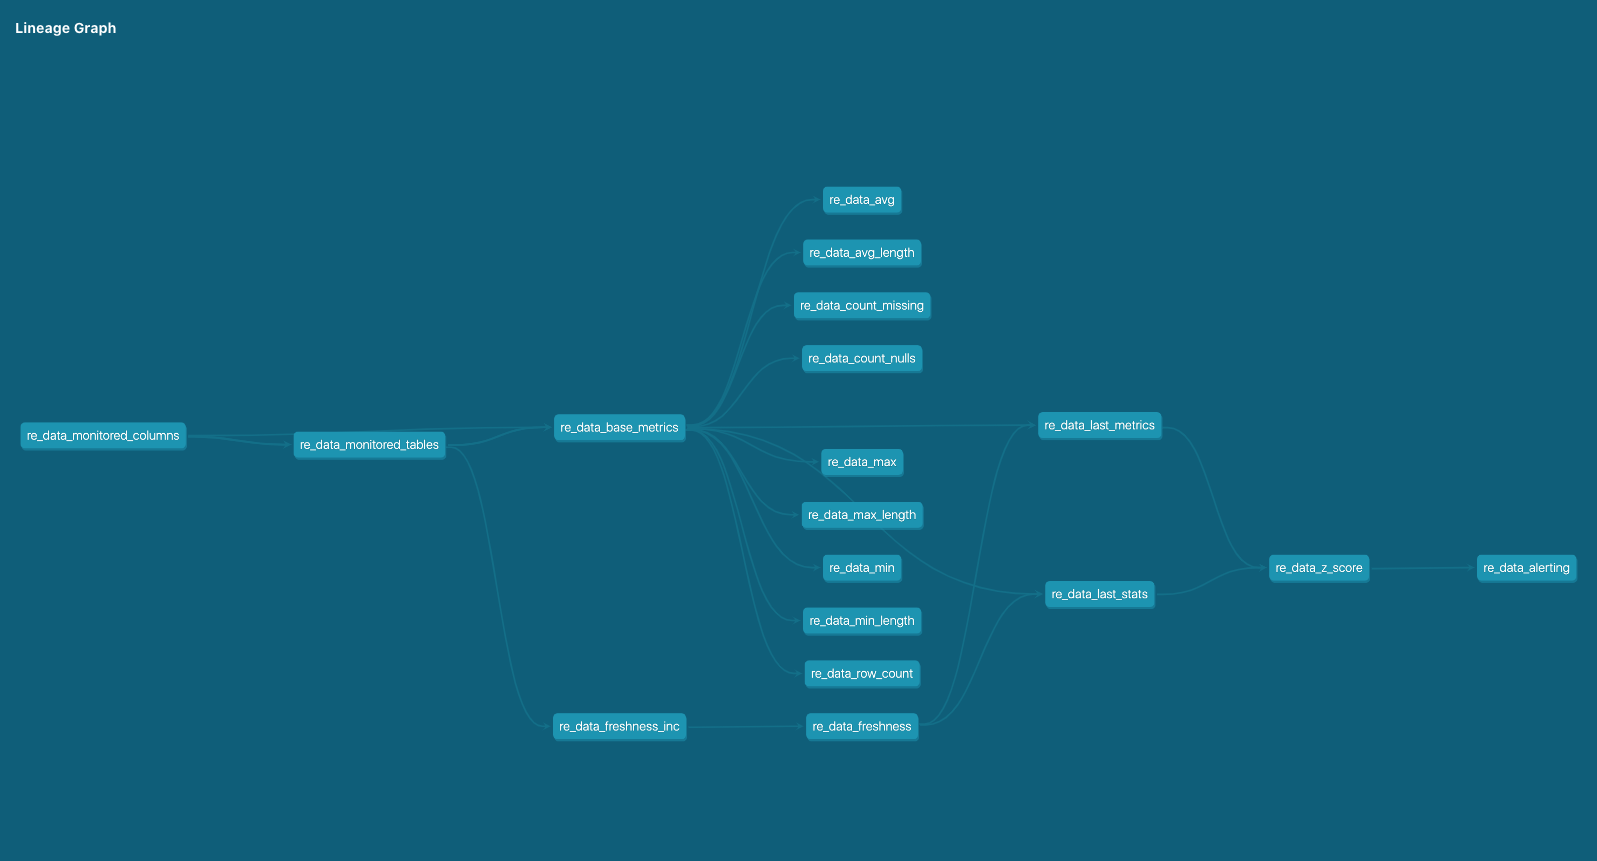 Lineage Graph
re_data_avg
re_data_avg_length
re_data_count_missing
re_data_count_nulls
re_data_monitored_columns
re_data_monitored_tables
re_data_base_metrics
re_data_last_metrics
re_data_max
re_data_max_length
re_data_min
re_data_z_score
re_data_alerting
re_data_last_stats
re_data_min_length
re_data_row_count
re_data_freshness_inc
re_data_freshness